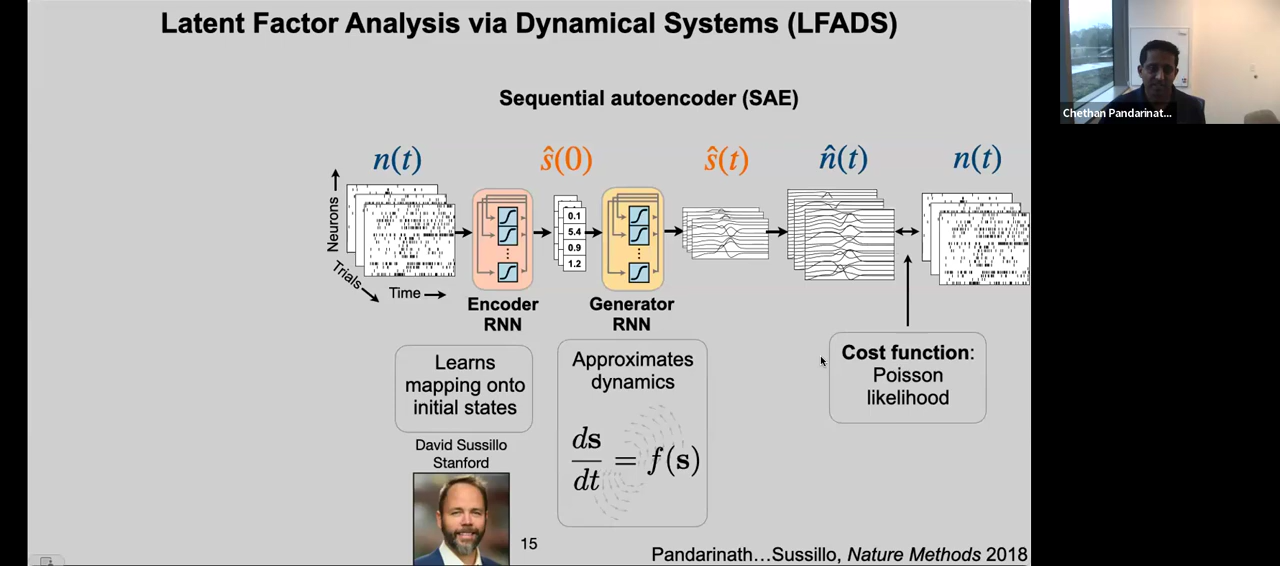 Latent Factor Analysis via Dynamical Systems (LFADS)
Chethan Pandarinat...
Sequential autoencoder (SAE)
n(t)
ŝ(0)
ŝ(t)
n̂(t)
n(t)
Neurons
Trials
Time
0.1
5.4
0.9
1.2
Encoder
RNN
Generator
RNN
Learns
mapping onto
initial states
Approximates
dynamics
ds/dt = f(s)
Cost function:
Poisson
likelihood
David Sussillo
Stanford
15
Pandarinath…Sussillo, Nature Methods 2018